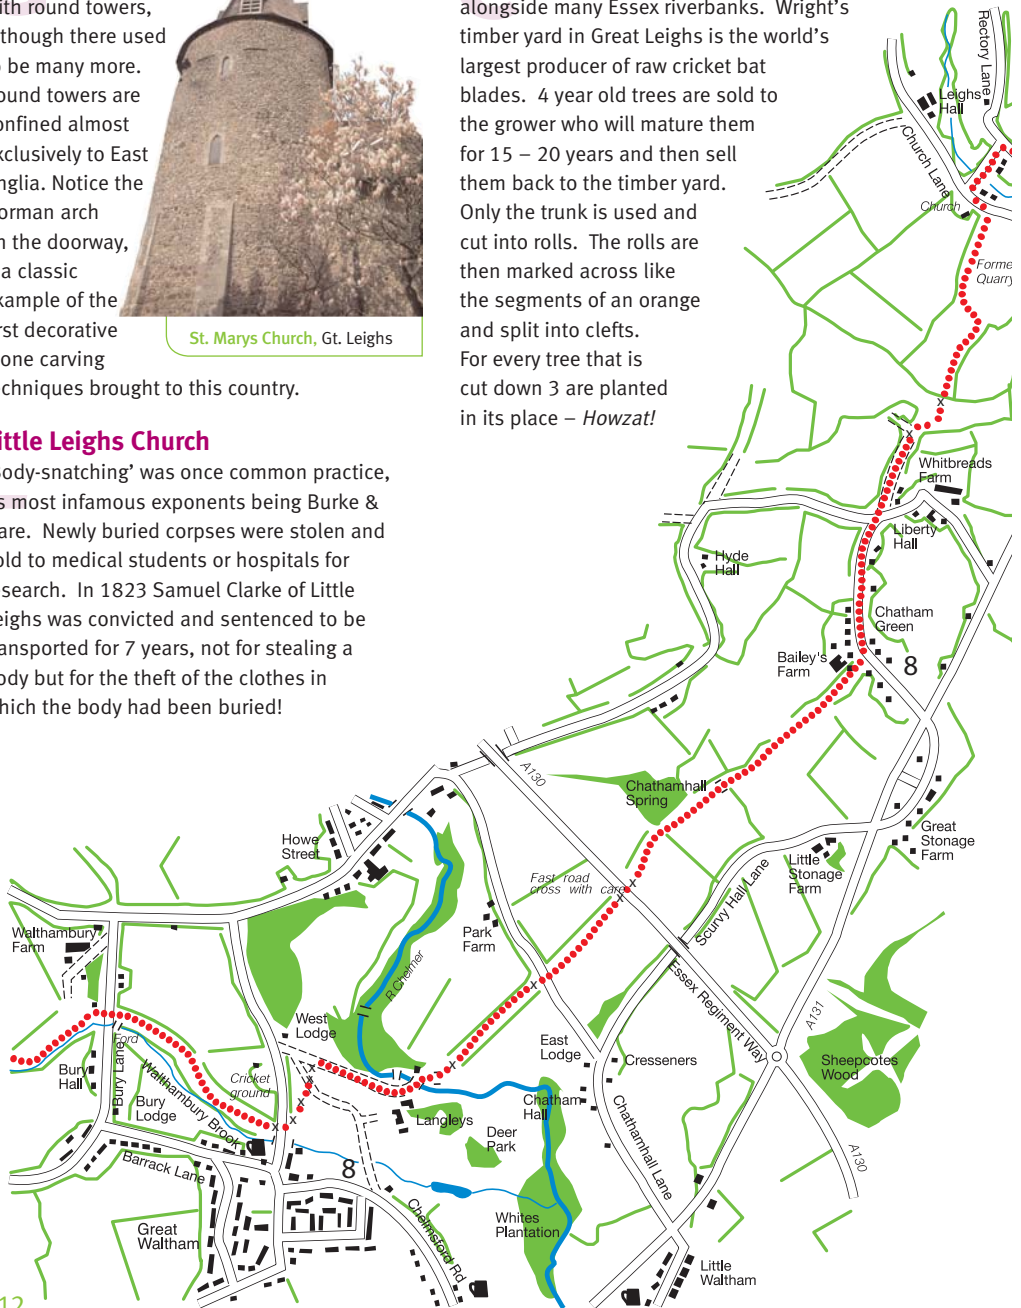 ith round towers,
though there used
be many more.
ound towers are
onfined almost
xclusively to East
nglia. Notice the
orman arch
n the doorway,
a classic
xample of the
rst decorative
one carving
chniques brought to this country.
St. Marys Church, Gt. Leighs
ittle Leighs Church
ody-snatching’ was once common practice,
s most infamous exponents being Burke &
are. Newly buried corpses were stolen and
old to medical students or hospitals for
search. In 1823 Samuel Clarke of Little
eighs was convicted and sentenced to be
ansported for 7 years, not for stealing a
ody but for the theft of the clothes in
hich the body had been buried!
alongside many Essex riverbanks. Wright’s
timber yard in Great Leighs is the world’s
largest producer of raw cricket bat
blades. 4 year old trees are sold to
the grower who will mature them
for 15 – 20 years and then sell
them back to the timber yard.
Only the trunk is used and
cut into rolls. The rolls are
then marked across like
the segments of an orange
and split into clefts.
For every tree that is
cut down 3 are planted
in its place – Howzat!
Rectory Lane
Leighs
Hall
Church Lane
Church
Forme
Quarry
x
x
Whitbreads
Farm
Liberty
Hall
Hyde
Hall
Chatham
Green
Bailey's
Farm
8
A130
Chathamhall
Spring
Howe
Street
Great
Stonage
Farm
Little
Stonage
Farm
Scurvy Hall Lane
Fast road
cross with care
x
x
Walthambury
Farm
Park
Farm
R Chelmer
x
Essex Regiment Way
A131
West
Lodge
Ford
East
Lodge
Cresseners
Sheepcotes
Wood
Bury
Hall
Bury Lane
Bury
Lodge
Walthambury Brook
Cricket
ground
x
x
x
x
x
x
Langleys
Chatham
Hall
Deer
Park
Chathamhall Lane
A130
Barrack Lane
8
Chelmsford Rd
Great
Waltham
Whites
Plantation
Little
Waltham
12